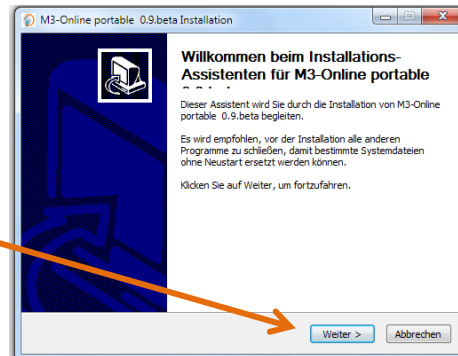 M3-Online portable 0.9.beta Installation
Willkommen beim Installations-
Assistenten für M3-Online portable
Dieser Assistent wird Sie durch die Installation von M3-Online
portable 0.9.beta begleiten.
Es wird empfohlen, vor der Installation alle anderen
Programme zu schließen, damit bestimmte Systemdateien
ohne Neustart ersetzt werden können.
Klicken Sie auf Weiter, um fortzufahren.
Weiter > Abbrechen